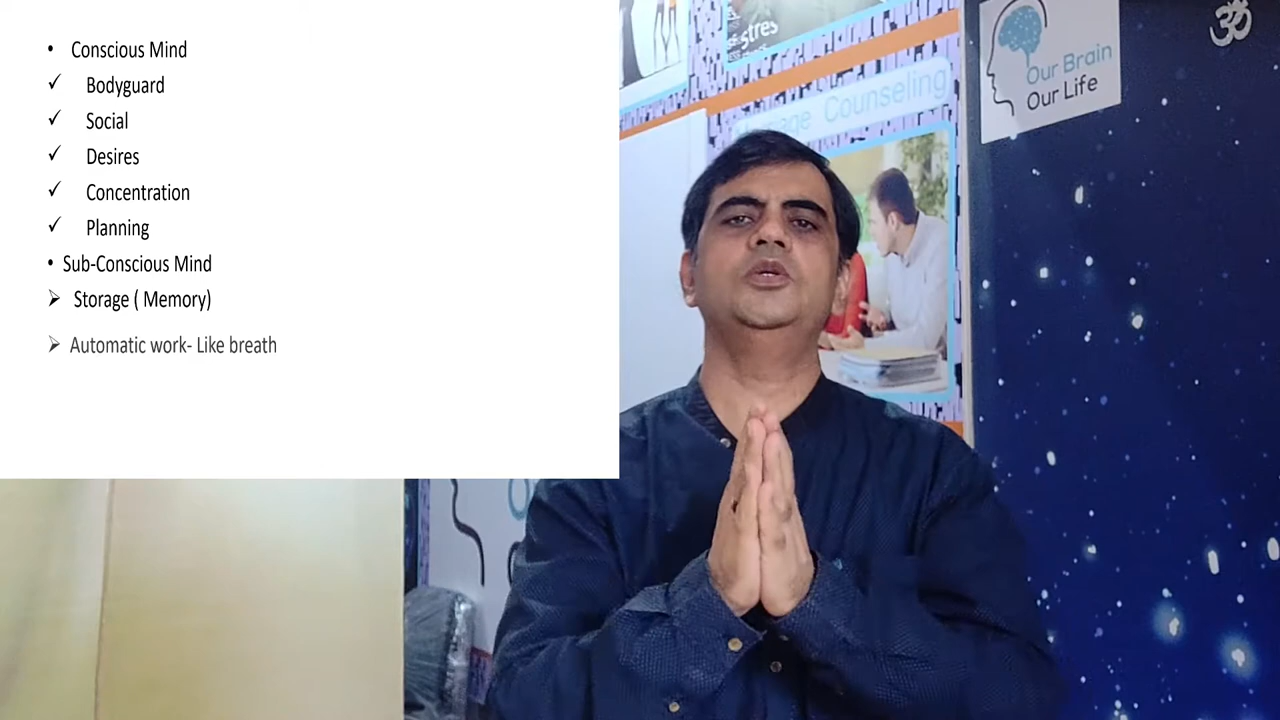 • Conscious Mind
✓ Bodyguard
✓ Social
✓ Desires
✓ Concentration
✓ Planning
• Sub-Conscious Mind
➢ Storage ( Memory)
➢ Automatic work- Like breath
stres
Counseling
Our Brain
Our Life
ॐ